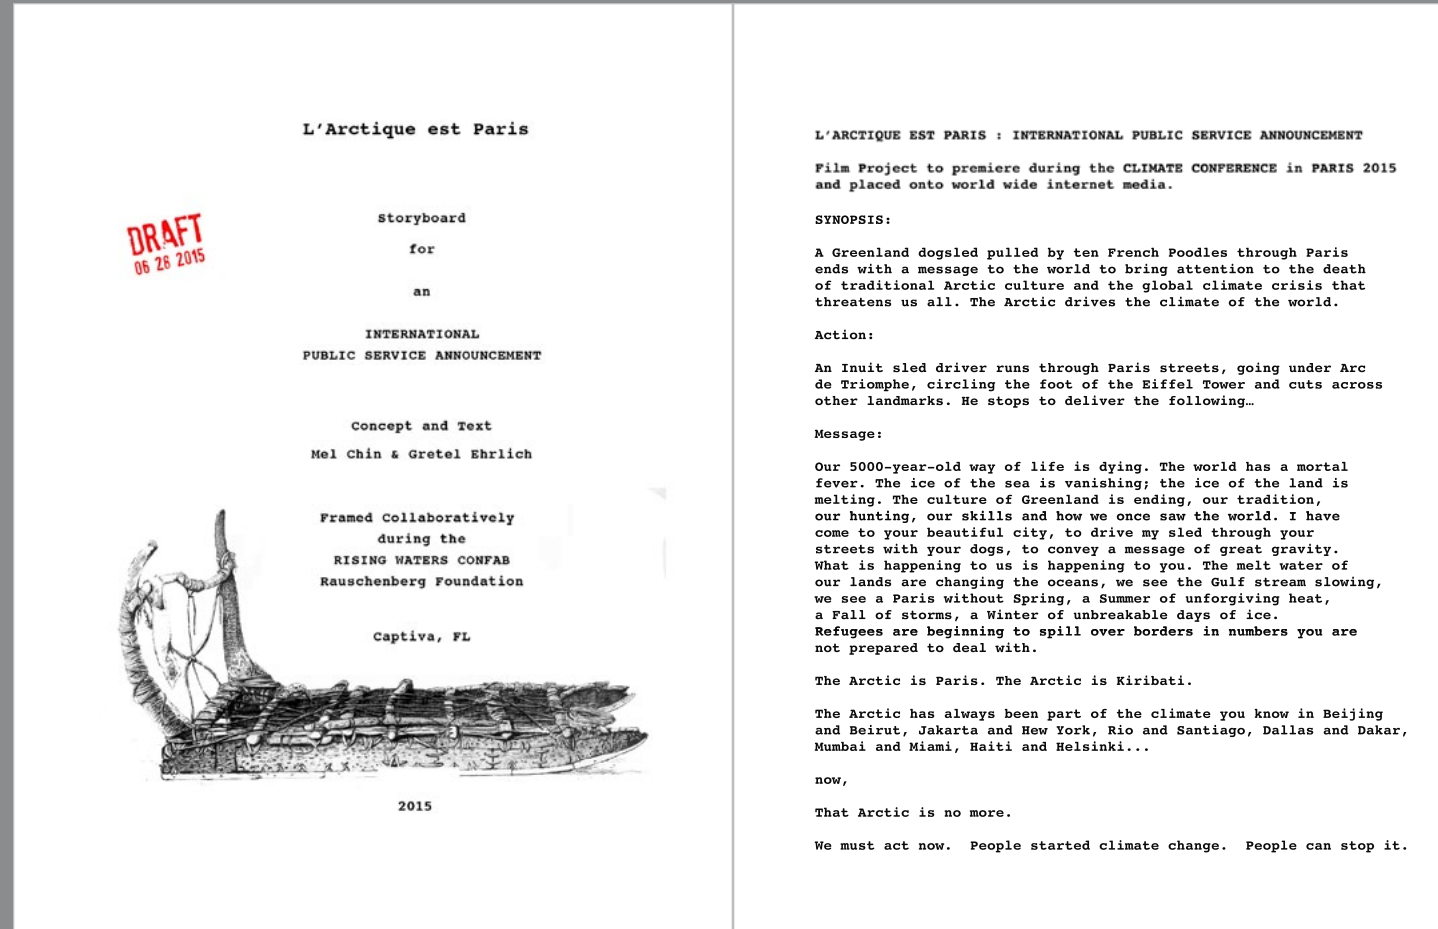 L'Arctique est Paris
DRAFT
06 28 2015
Storyboard
for
an
INTERNATIONAL
PUBLIC SERVICE ANNOUNCEMENT
Concept and Text
Mel Chin & Gretel Ehrlich
Framed Collaboratively
during the
RISING WATERS CONFAB
Rauschenberg Foundation
Captiva, FL
2015
L'ARCTIQUE EST PARIS : INTERNATIONAL PUBLIC SERVICE ANNOUNCEMENT
Film Project to premiere during the CLIMATE CONFERENCE in PARIS 2015
and placed onto world wide internet media.
SYNOPSIS:
A Greenland dogsled pulled by ten French Poodles through Paris
ends with a message to the world to bring attention to the death
of traditional Arctic culture and the global climate crisis that
threatens us all. The Arctic drives the climate of the world.
Action:
An Inuit sled driver runs through Paris streets, going under Arc
de Triomphe, circling the foot of the Eiffel Tower and cuts across
other landmarks. He stops to deliver the following…
Message:
Our 5000-year-old way of life is dying. The world has a mortal
fever. The ice of the sea is vanishing; the ice of the land is
melting. The culture of Greenland is ending, our tradition,
our hunting, our skills and how we once saw the world. I have
come to your beautiful city, to drive my sled through your
streets with your dogs, to convey a message of great gravity.
What is happening to us is happening to you. The melt water of
our lands are changing the oceans, we see the Gulf stream slowing,
we see a Paris without Spring, a Summer of unforgiving heat,
a Fall of storms, a Winter of unbreakable days of ice.
Refugees are beginning to spill over borders in numbers you are
not prepared to deal with.
The Arctic is Paris. The Arctic is Kiribati.
The Arctic has always been part of the climate you know in Beijing
and Beirut, Jakarta and Hew York, Rio and Santiago, Dallas and Dakar,
Mumbai and Miami, Haiti and Helsinki...
now,
That Arctic is no more.
We must act now.  People started climate change.  People can stop it.